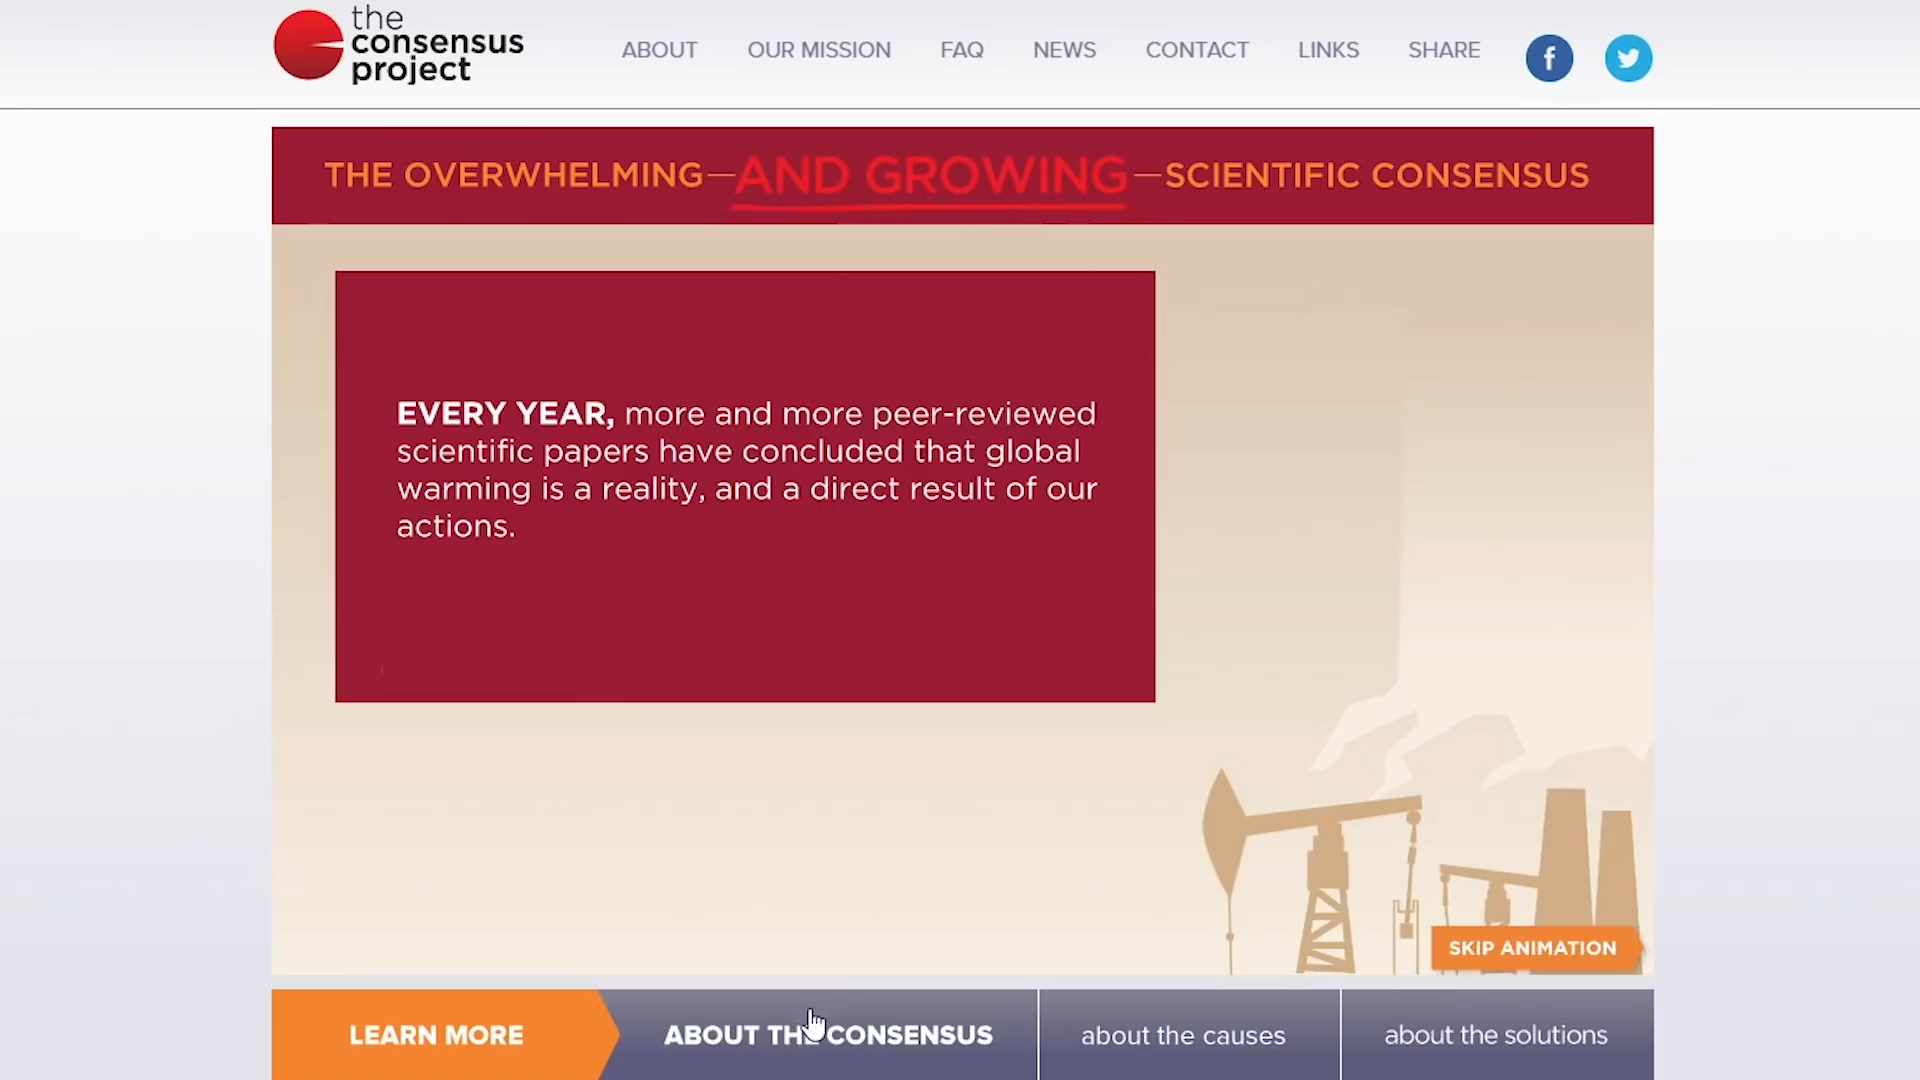 the
consensus
project
ABOUT OUR MISSION FAQ NEWS CONTACT LINKS SHARE
THE OVERWHELMING—AND GROWING—SCIENTIFIC CONSENSUS
EVERY YEAR, more and more peer-reviewed
scientific papers have concluded that global
warming is a reality, and a direct result of our
actions.
SKIP ANIMATION
LEARN MORE ABOUT THE CONSENSUS about the causes about the solutions